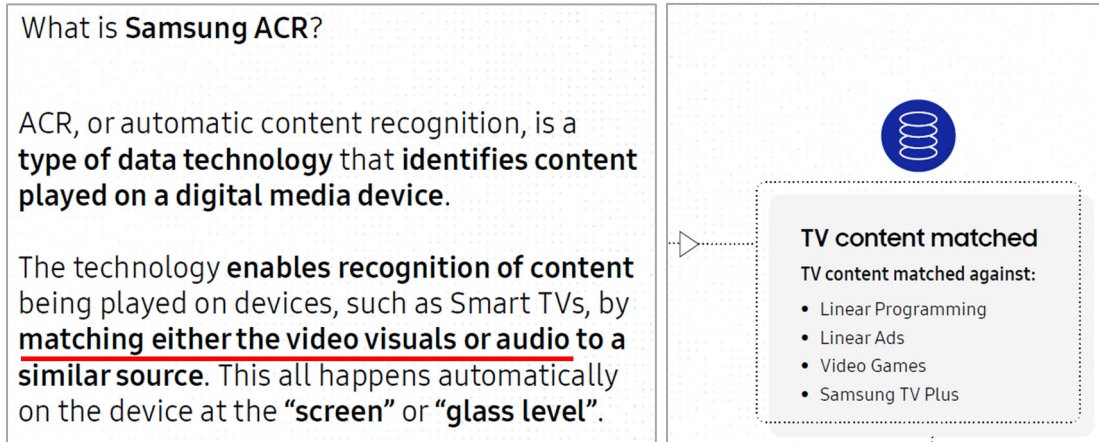 What is Samsung ACR?
ACR, or automatic content recognition, is a
type of data technology that identifies content
played on a digital media device.
The technology enables recognition of content
being played on devices, such as Smart TVs, by
matching either the video visuals or audio to a
similar source. This all happens automatically
on the device at the “screen” or “glass level”.
TV content matched
TV content matched against:
• Linear Programming
• Linear Ads
• Video Games
• Samsung TV Plus